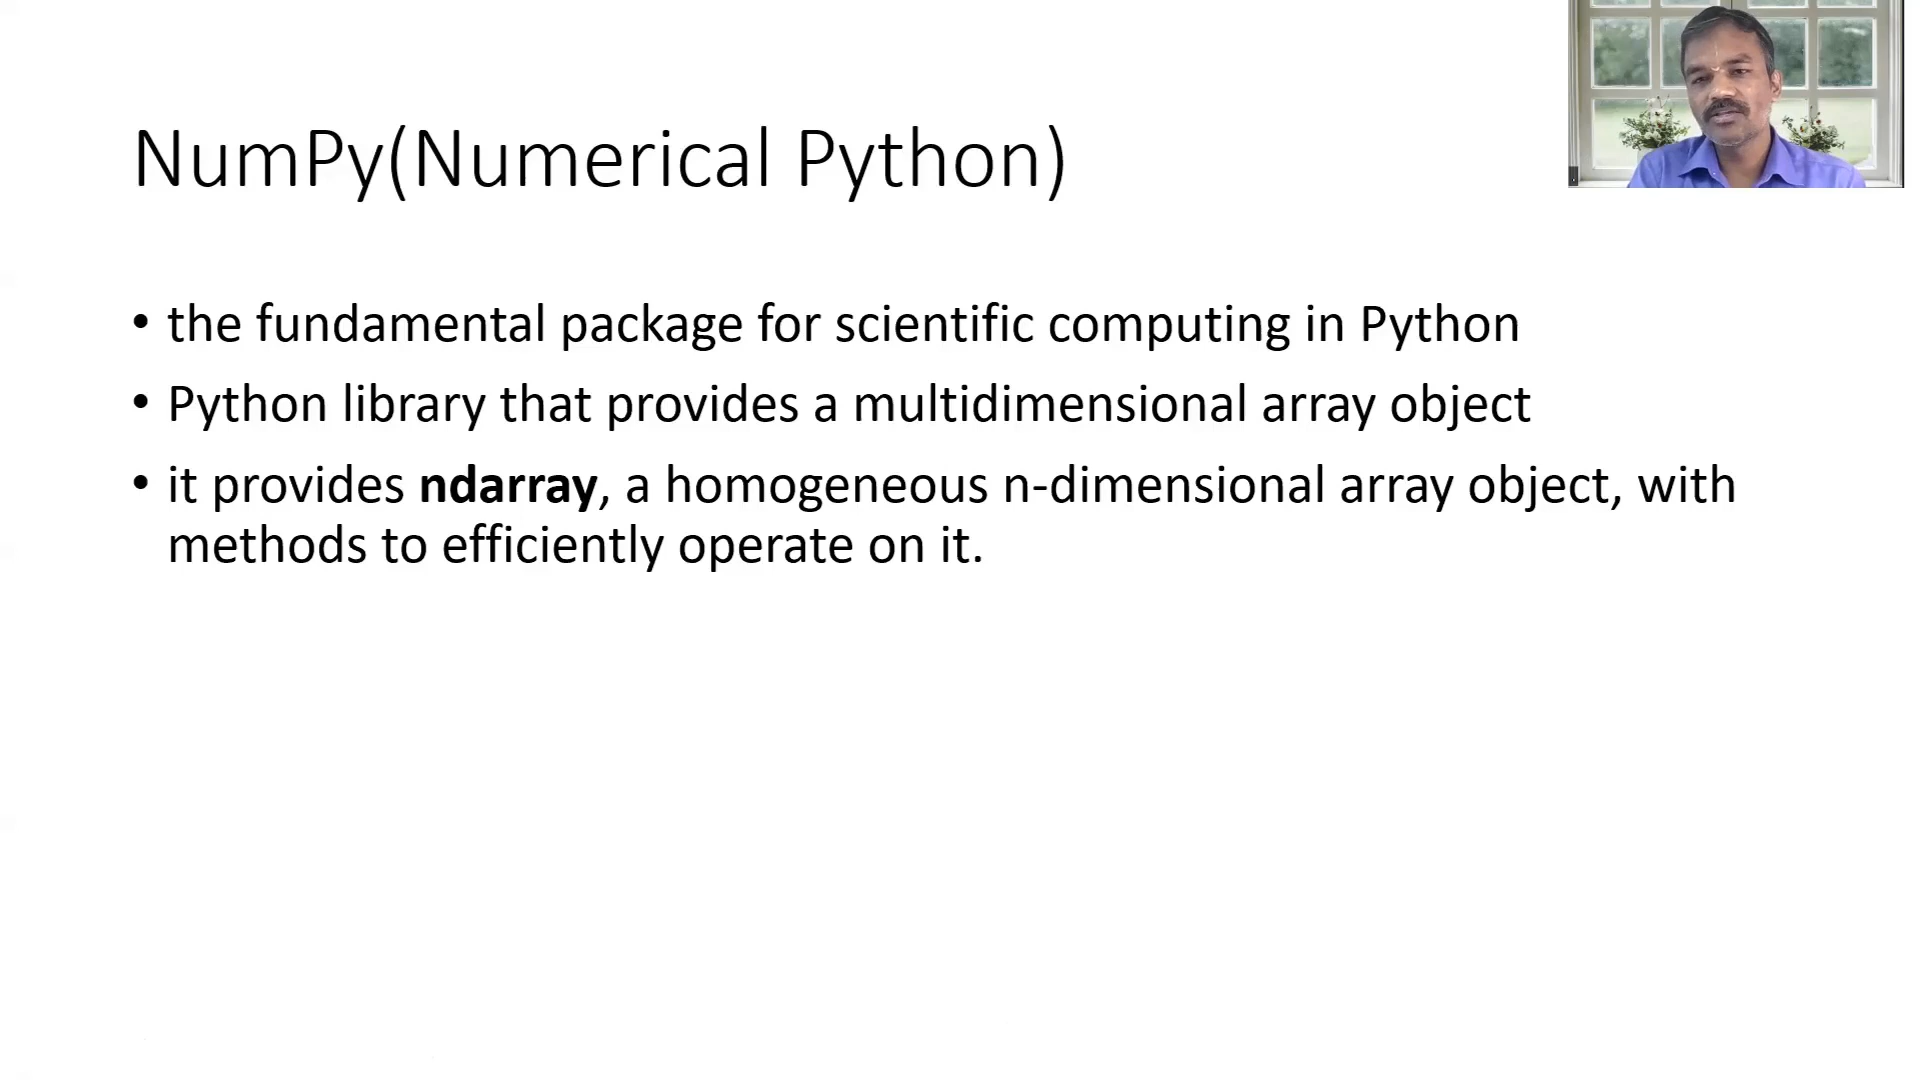 NumPy(Numerical Python)
• the fundamental package for scientific computing in Python
• Python library that provides a multidimensional array object
• it provides ndarray, a homogeneous n-dimensional array object, with
methods to efficiently operate on it.